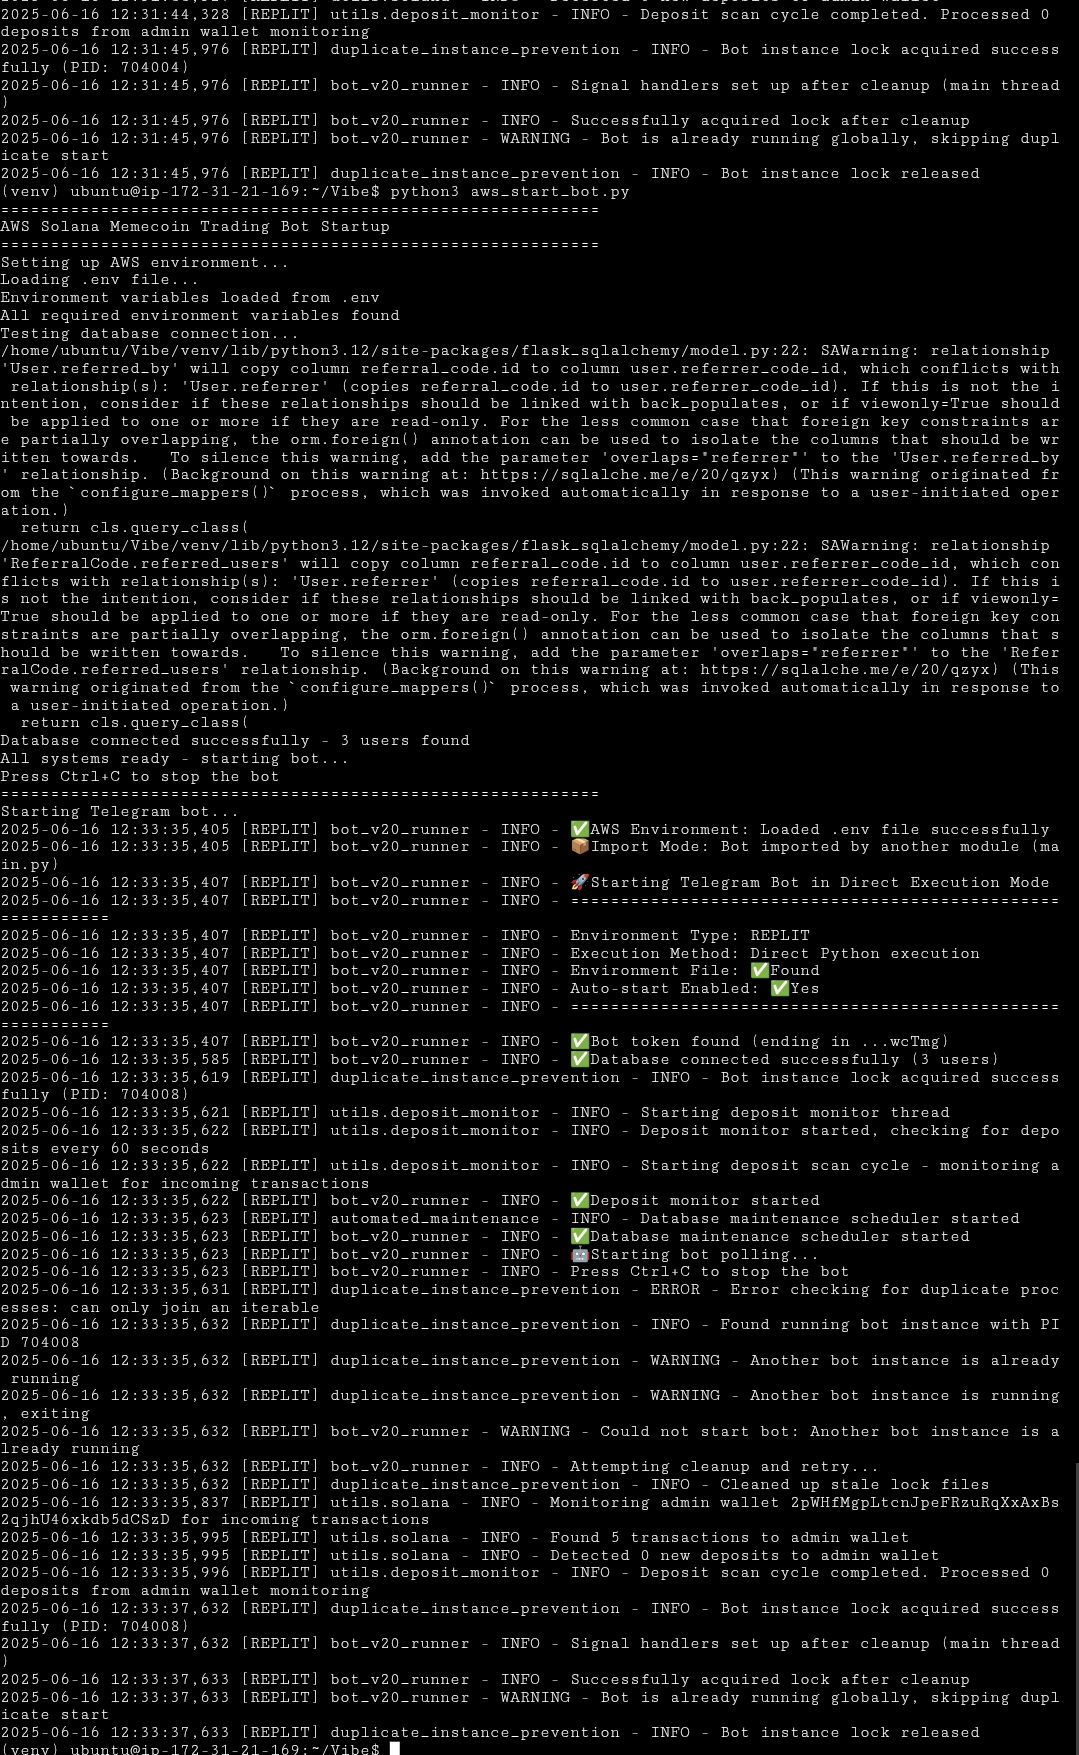 2025-06-16 12:31:44,328 [REPLIT] utils.deposit_monitor - INFO - Deposit scan cycle completed. Processed 0
deposits from admin wallet monitoring
2025-06-16 12:31:45,976 [REPLIT] duplicate_instance_prevention - INFO - Bot instance lock acquired success
fully (PID: 704004)
2025-06-16 12:31:45,976 [REPLIT] bot_v20_runner - INFO - Signal handlers set up after cleanup (main thread
)
2025-06-16 12:31:45,976 [REPLIT] bot_v20_runner - INFO - Successfully acquired lock after cleanup
2025-06-16 12:31:45,976 [REPLIT] bot_v20_runner - WARNING - Bot is already running globally, skipping dupl
icate start
2025-06-16 12:31:45,976 [REPLIT] duplicate_instance_prevention - INFO - Bot instance lock released
(venv) ubuntu@ip-172-31-21-169:~/Vibe$ python3 aws_start_bot.py
============================================================
AWS Solana Memecoin Trading Bot Startup
============================================================
Setting up AWS environment...
Loading .env file...
Environment variables loaded from .env
All required environment variables found
Testing database connection...
/home/ubuntu/Vibe/venv/lib/python3.12/site-packages/flask_sqlalchemy/model.py:22: SAWarning: relationship
'User.referred_by' will copy column referral_code.id to column user.referrer_code_id, which conflicts with
 relationship(s): 'User.referrer' (copies referral_code.id to user.referrer_code_id). If this is not the i
ntention, consider if these relationships should be linked with back_populates, or if viewonly=True should
 be applied to one or more if they are read-only. For the less common case that foreign key constraints ar
e partially overlapping, the orm.foreign() annotation can be used to isolate the columns that should be wr
itten towards.   To silence this warning, add the parameter 'overlaps="referrer"' to the 'User.referred_by
' relationship. (Background on this warning at: https://sqlalche.me/e/20/qzyx) (This warning originated fr
om the `configure_mappers()` process, which was invoked automatically in response to a user-initiated oper
ation.)
  return cls.query_class(
/home/ubuntu/Vibe/venv/lib/python3.12/site-packages/flask_sqlalchemy/model.py:22: SAWarning: relationship
'ReferralCode.referred_users' will copy column referral_code.id to column user.referrer_code_id, which con
flicts with relationship(s): 'User.referrer' (copies referral_code.id to user.referrer_code_id). If this i
s not the intention, consider if these relationships should be linked with back_populates, or if viewonly=
True should be applied to one or more if they are read-only. For the less common case that foreign key con
straints are partially overlapping, the orm.foreign() annotation can be used to isolate the columns that s
hould be written towards.   To silence this warning, add the parameter 'overlaps="referrer"' to the 'Refer
ralCode.referred_users' relationship. (Background on this warning at: https://sqlalche.me/e/20/qzyx) (This
 warning originated from the `configure_mappers()` process, which was invoked automatically in response to
 a user-initiated operation.)
  return cls.query_class(
Database connected successfully - 3 users found
All systems ready - starting bot...
Press Ctrl+C to stop the bot
============================================================
Starting Telegram bot...
2025-06-16 12:33:35,405 [REPLIT] bot_v20_runner - INFO - ✅AWS Environment: Loaded .env file successfully
2025-06-16 12:33:35,405 [REPLIT] bot_v20_runner - INFO - 📦Import Mode: Bot imported by another module (ma
in.py)
2025-06-16 12:33:35,407 [REPLIT] bot_v20_runner - INFO - 🚀Starting Telegram Bot in Direct Execution Mode
2025-06-16 12:33:35,407 [REPLIT] bot_v20_runner - INFO - =================================================
===========
2025-06-16 12:33:35,407 [REPLIT] bot_v20_runner - INFO - Environment Type: REPLIT
2025-06-16 12:33:35,407 [REPLIT] bot_v20_runner - INFO - Execution Method: Direct Python execution
2025-06-16 12:33:35,407 [REPLIT] bot_v20_runner - INFO - Environment File: ✅Found
2025-06-16 12:33:35,407 [REPLIT] bot_v20_runner - INFO - Auto-start Enabled: ✅Yes
2025-06-16 12:33:35,407 [REPLIT] bot_v20_runner - INFO - =================================================
===========
2025-06-16 12:33:35,407 [REPLIT] bot_v20_runner - INFO - ✅Bot token found (ending in ...wcTmg)
2025-06-16 12:33:35,585 [REPLIT] bot_v20_runner - INFO - ✅Database connected successfully (3 users)
2025-06-16 12:33:35,619 [REPLIT] duplicate_instance_prevention - INFO - Bot instance lock acquired success
fully (PID: 704008)
2025-06-16 12:33:35,621 [REPLIT] utils.deposit_monitor - INFO - Starting deposit monitor thread
2025-06-16 12:33:35,622 [REPLIT] utils.deposit_monitor - INFO - Deposit monitor started, checking for depo
sits every 60 seconds
2025-06-16 12:33:35,622 [REPLIT] utils.deposit_monitor - INFO - Starting deposit scan cycle - monitoring a
dmin wallet for incoming transactions
2025-06-16 12:33:35,622 [REPLIT] bot_v20_runner - INFO - ✅Deposit monitor started
2025-06-16 12:33:35,623 [REPLIT] automated_maintenance - INFO - Database maintenance scheduler started
2025-06-16 12:33:35,623 [REPLIT] bot_v20_runner - INFO - ✅Database maintenance scheduler started
2025-06-16 12:33:35,623 [REPLIT] bot_v20_runner - INFO - 🤖Starting bot polling...
2025-06-16 12:33:35,623 [REPLIT] bot_v20_runner - INFO - Press Ctrl+C to stop the bot
2025-06-16 12:33:35,631 [REPLIT] duplicate_instance_prevention - ERROR - Error checking for duplicate proc
esses: can only join an iterable
2025-06-16 12:33:35,632 [REPLIT] duplicate_instance_prevention - INFO - Found running bot instance with PI
D 704008
2025-06-16 12:33:35,632 [REPLIT] duplicate_instance_prevention - WARNING - Another bot instance is already
 running
2025-06-16 12:33:35,632 [REPLIT] duplicate_instance_prevention - WARNING - Another bot instance is running
, exiting
2025-06-16 12:33:35,632 [REPLIT] bot_v20_runner - WARNING - Could not start bot: Another bot instance is a
lready running
2025-06-16 12:33:35,632 [REPLIT] bot_v20_runner - INFO - Attempting cleanup and retry...
2025-06-16 12:33:35,632 [REPLIT] duplicate_instance_prevention - INFO - Cleaned up stale lock files
2025-06-16 12:33:35,837 [REPLIT] utils.solana - INFO - Monitoring admin wallet 2pWHfMgpLtcnJpeFRzuRqXxAxBs
2qjhU46xkdb5dCSzD for incoming transactions
2025-06-16 12:33:35,995 [REPLIT] utils.solana - INFO - Found 5 transactions to admin wallet
2025-06-16 12:33:35,995 [REPLIT] utils.solana - INFO - Detected 0 new deposits to admin wallet
2025-06-16 12:33:35,996 [REPLIT] utils.deposit_monitor - INFO - Deposit scan cycle completed. Processed 0
deposits from admin wallet monitoring
2025-06-16 12:33:37,632 [REPLIT] duplicate_instance_prevention - INFO - Bot instance lock acquired success
fully (PID: 704008)
2025-06-16 12:33:37,632 [REPLIT] bot_v20_runner - INFO - Signal handlers set up after cleanup (main thread
)
2025-06-16 12:33:37,633 [REPLIT] bot_v20_runner - INFO - Successfully acquired lock after cleanup
2025-06-16 12:33:37,633 [REPLIT] bot_v20_runner - WARNING - Bot is already running globally, skipping dupl
icate start
2025-06-16 12:33:37,633 [REPLIT] duplicate_instance_prevention - INFO - Bot instance lock released
(venv) ubuntu@ip-172-31-21-169:~/Vibe$